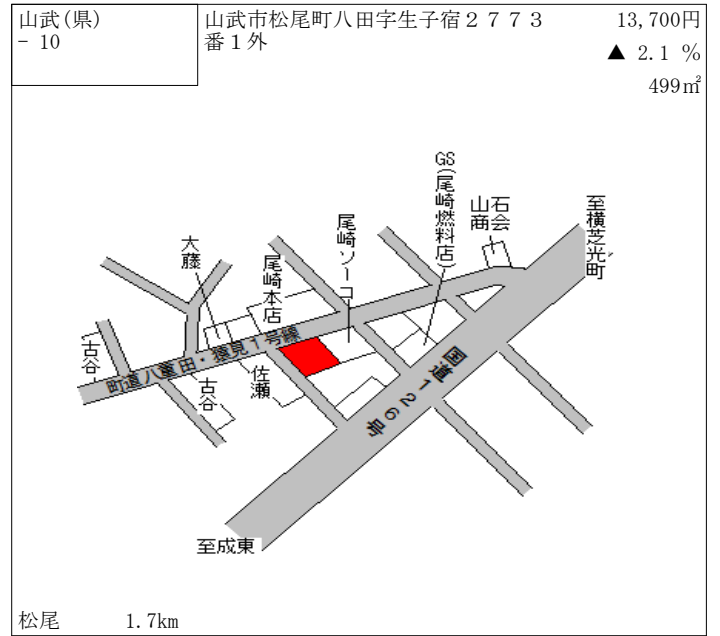 山武(県)
- 10
山武市松尾町八田字生子宿２７７３
番１外
13,700円
▲ 2.1 %
499㎡
GS(尾崎燃料店)
石会
山商
至横芝光町
尾崎ソーコー
大藤
尾崎本店
古谷
町道八重田・猿見１号線
古谷
佐瀬
国道１２６号
至成東
松尾 1.7km